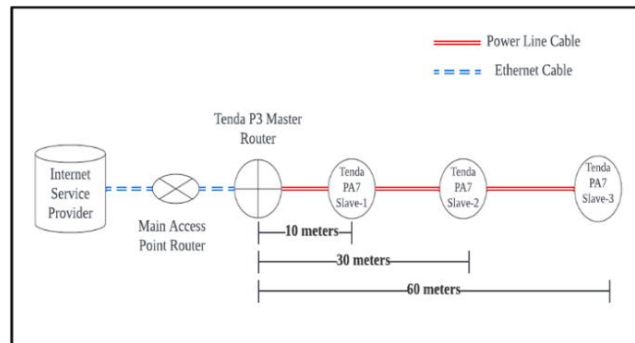 Power Line Cable
Ethernet Cable
Tenda P3 Master
Router
Internet
Service
Provider
Main Access
Point Router
Tenda
PA7
Slave-1
Tenda
PA7
Slave-2
Tenda
PA7
Slave-3
10 meters
30 meters
60 meters